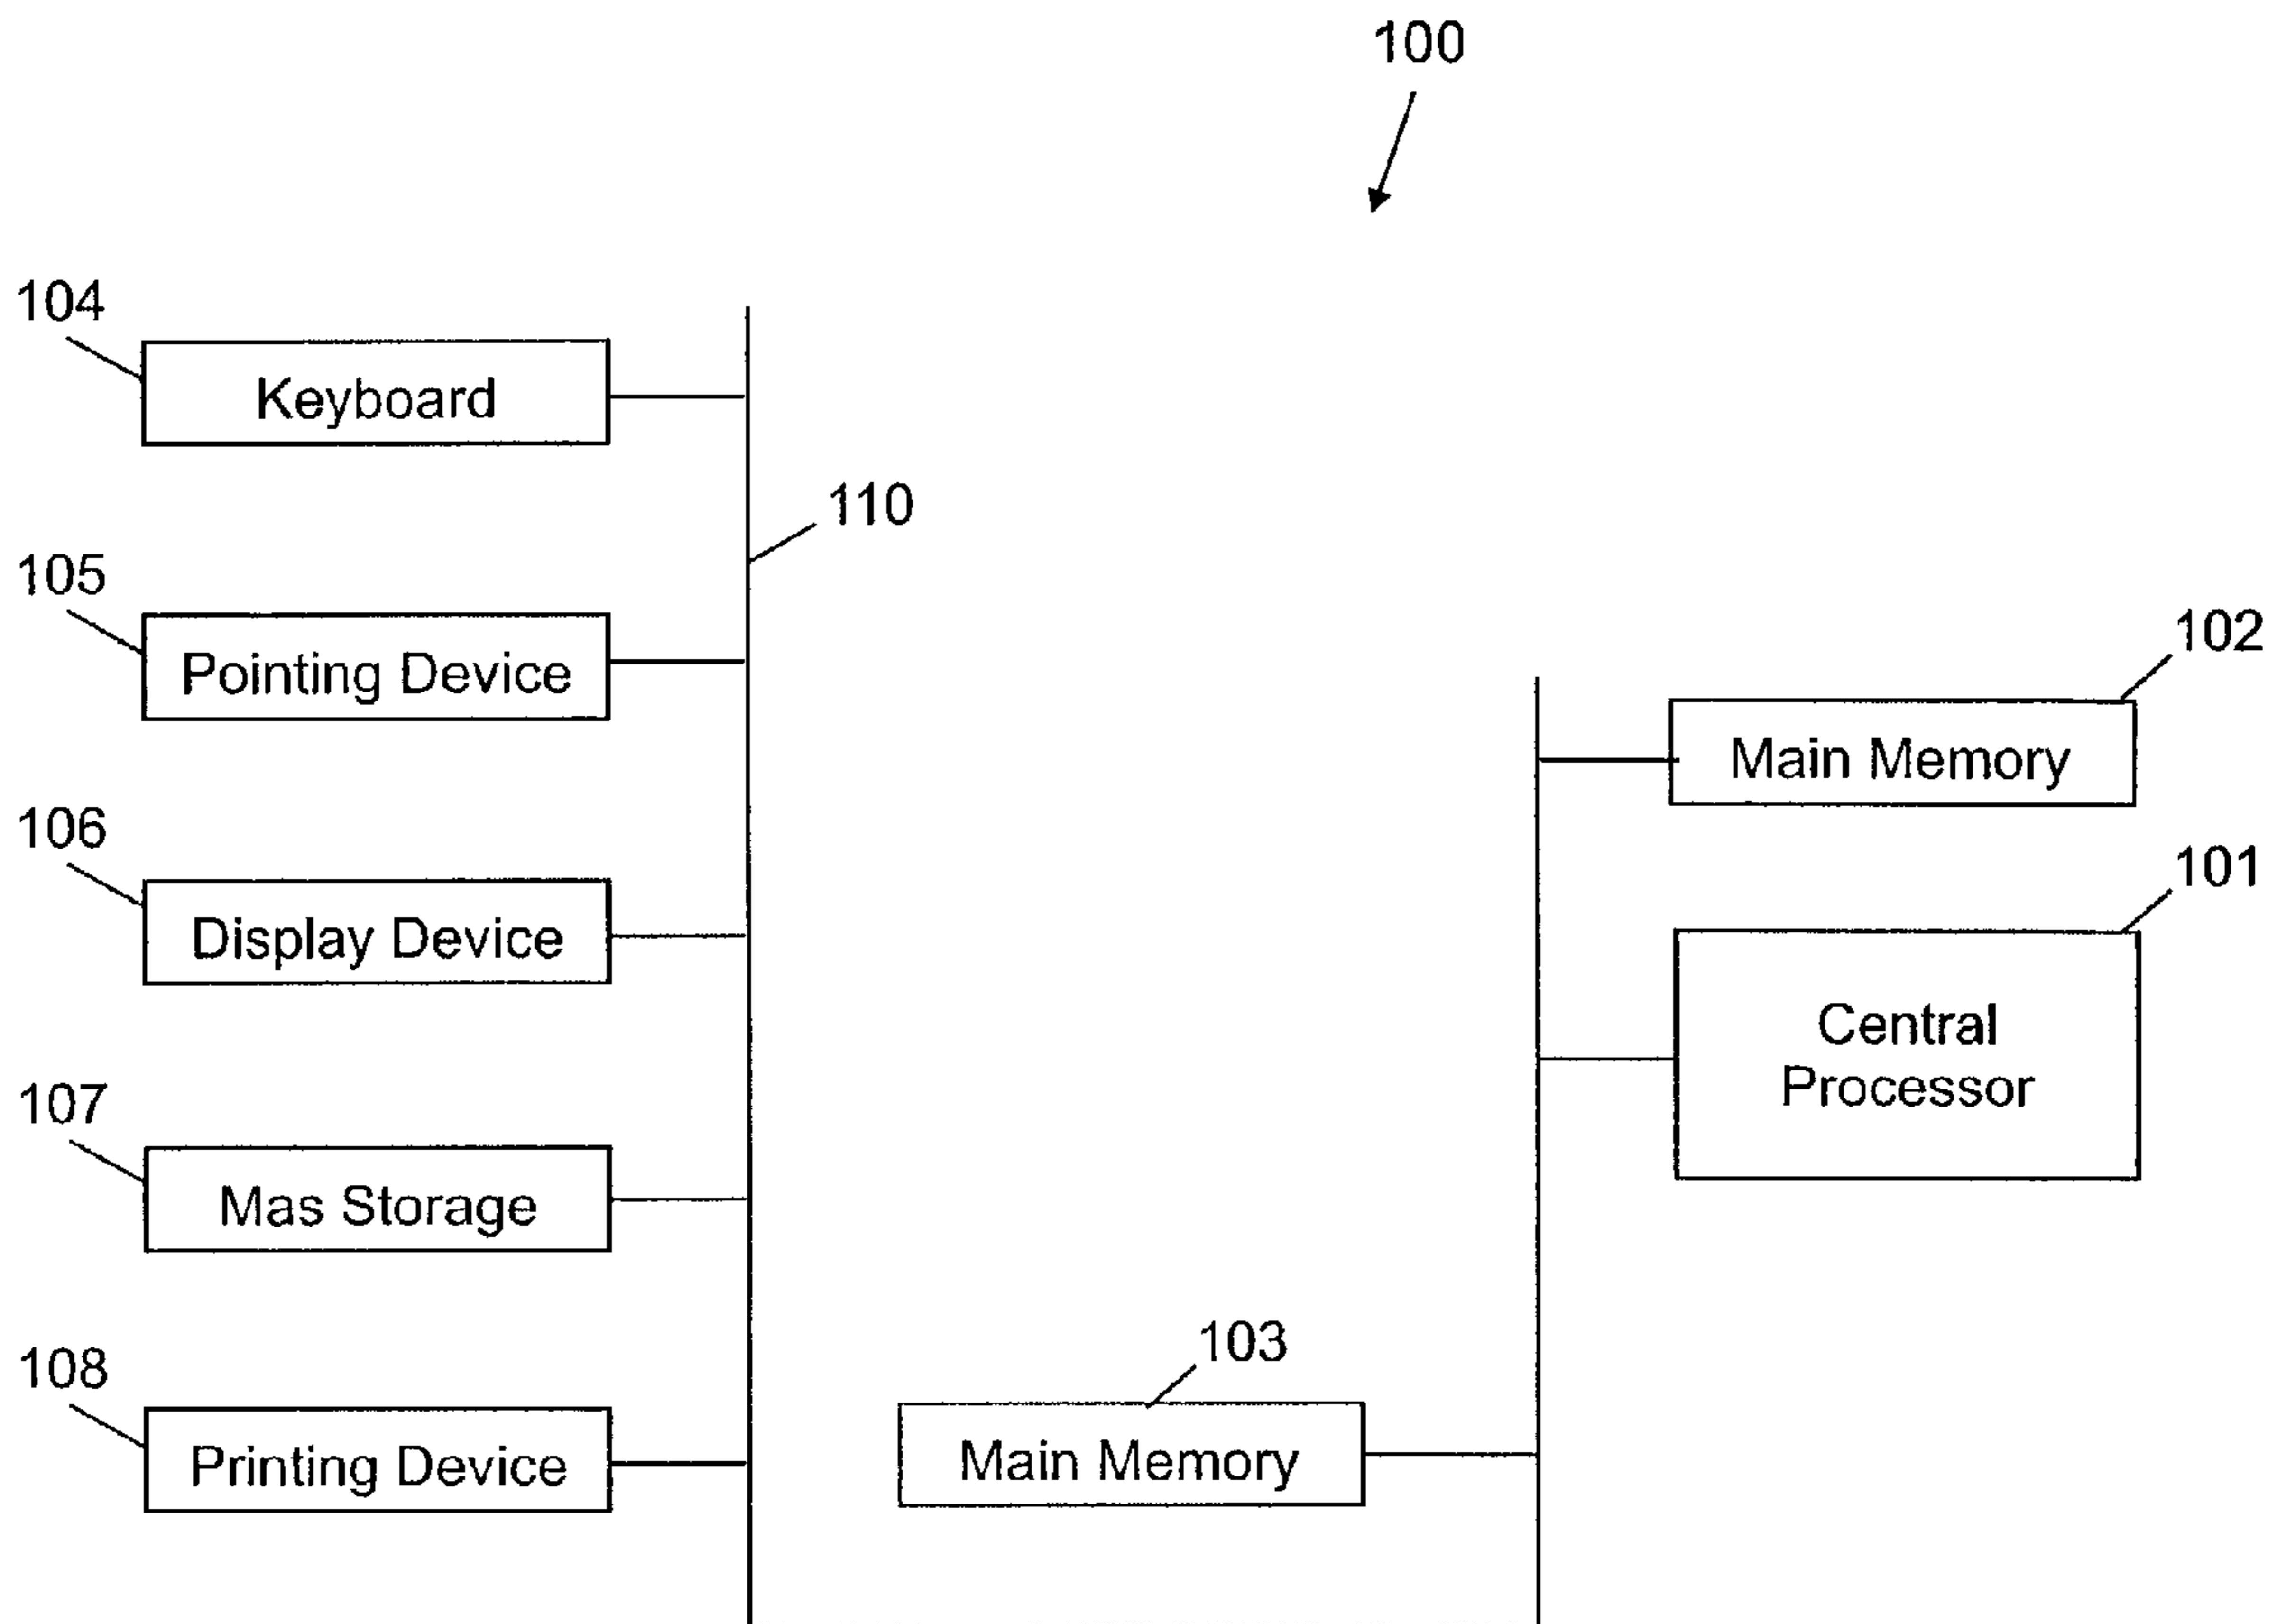 100
104
Keyboard
110
105
Pointing Device
102
Main Memory
106
Display Device
101
Central
Processor
107
Mas Storage
103
Main Memory
108
Printing Device